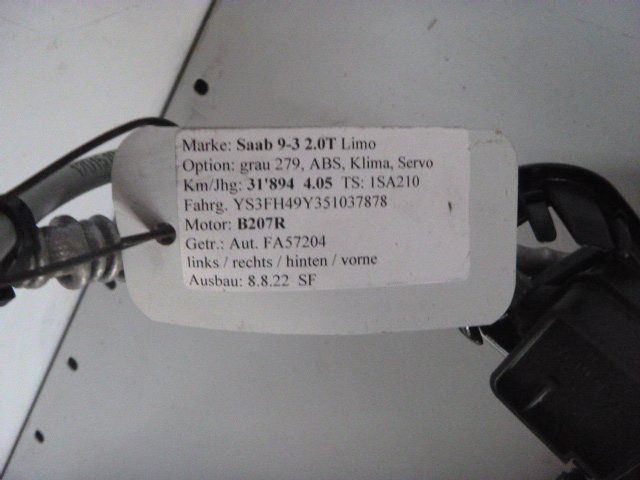 Marke: Saab 9-3 2.0T Limo
Option: grau 279, ABS, Klima, Servo
Km/Jhg: 31'894 4.05 TS: 1SA210
Fahrg. YS3FH49Y351037878
Motor: B207R
Getr.: Aut. FA57204
links / rechts / hinten / vorne
Ausbau: 8.8.22 SF